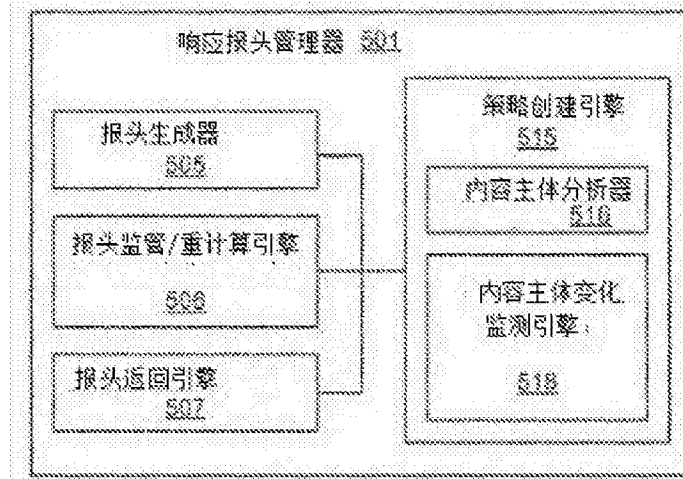 响应报头管理器 501
报头生成器
505
报头监管/重计算引擎
506
报头返回引擎
507
策略创建引擎
515
内容主体分析器
516
内容主体变化
监测引擎
518